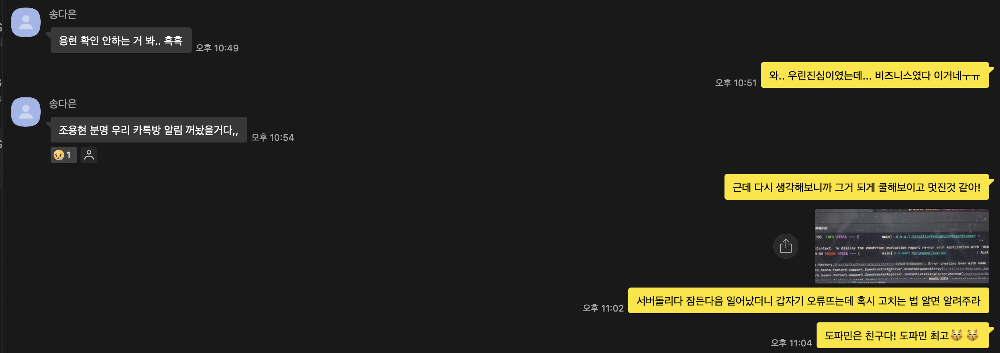 송다은
용현 확인 안하는 거 봐.. 흑흑
오후 10:49
와.. 우린진심이였는데... 비즈니스였다 이거네ㅜㅠ
오후 10:51
송다은
조용현 분명 우리 카톡방 알림 꺼놨을거다,,
오후 10:54
1
근데 다시 생각해보니까 그거 되게 쿨해보이고 멋진것 같아!
private boolean
:00 INFO 49838 --- [ main] .s.b.a.l.ConditionEvaluationReportLogger :
nContext. To display the condition evaluation report re-run your application with 'deb
9:00 ERROR 49838 --- [ main] o.s.boot.SpringApplication : Appl
s.factory.UnsatisfiedDependencyException Create Breakpoint : Error creating bean with name '
rk.beans.factory.support.ConstructorResolver.createArgumentArray(ConstructorResolver.jav
rk.beans.factory.support.ConstructorResolver.instantiateUsingFactoryMethod(ConstructorRes
IntelliJ IDEA
SpringApplication
서버돌리다 잠든다음 일어났더니 갑자기 오류뜨는데 혹시 고치는 법 알면 알려주라
오후 11:02
도파민은 친구다! 도파민 최고😽😽
오후 11:04